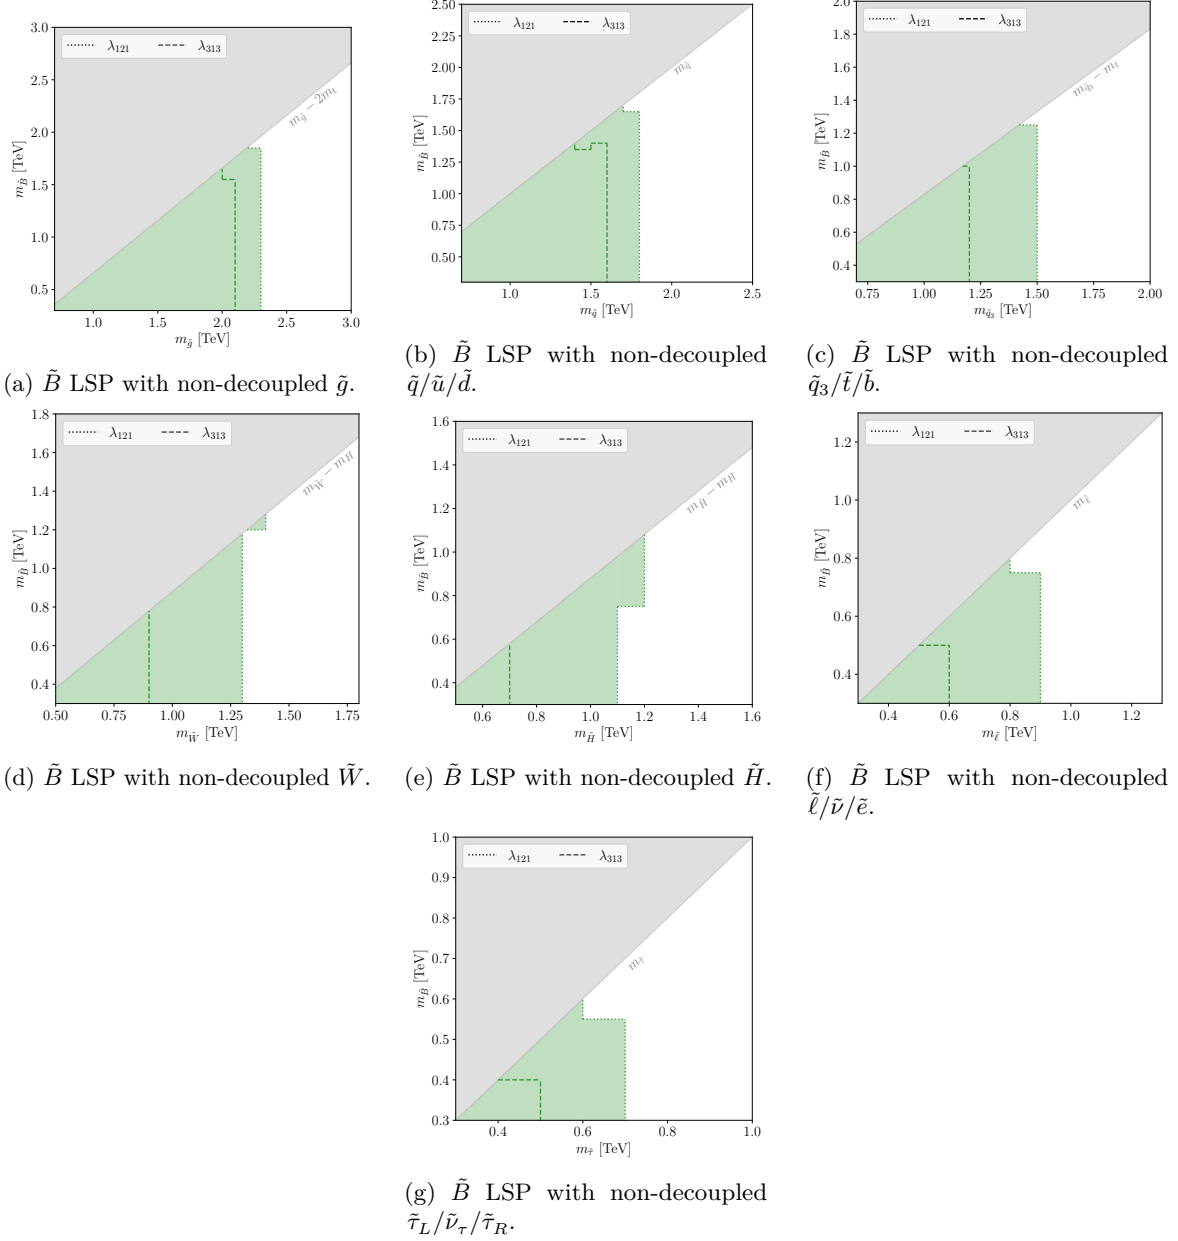 3.0
2.5
2.0
1.5
1.0
0.5
m_B̃ [TeV]
λ₁₂₁ λ₃₁₃
m_g̃ − 2m_t
1.0 1.5 2.0 2.5 3.0
m_g̃ [TeV]
(a) B̃ LSP with non-decoupled g̃.
2.50
2.25
2.00
1.75
1.50
1.25
1.00
0.75
0.50
m_B̃ [TeV]
λ₁₂₁ λ₃₁₃
m_q̃
1.0 1.5 2.0 2.5
m_q̃ [TeV]
(b) B̃ LSP with non-decoupled
q̃/ũ/d̃.
2.0
1.8
1.6
1.4
1.2
1.0
0.8
0.6
0.4
m_B̃ [TeV]
λ₁₂₁ λ₃₁₃
m_q̃₃ − m_t
0.75 1.00 1.25 1.50 1.75 2.00
m_q̃₃ [TeV]
(c) B̃ LSP with non-decoupled
q̃₃/t̃/b̃.
1.8
1.6
1.4
1.2
1.0
0.8
0.6
0.4
m_B̃ [TeV]
λ₁₂₁ λ₃₁₃
m_W̃ − m_H
0.50 0.75 1.00 1.25 1.50 1.75
m_W̃ [TeV]
(d) B̃ LSP with non-decoupled W̃.
1.6
1.4
1.2
1.0
0.8
0.6
0.4
m_B̃ [TeV]
λ₁₂₁ λ₃₁₃
m_H̃ − m_H
0.6 0.8 1.0 1.2 1.4 1.6
m_H̃ [TeV]
(e) B̃ LSP with non-decoupled H̃.
1.2
1.0
0.8
0.6
0.4
m_B̃ [TeV]
λ₁₂₁ λ₃₁₃
m_ℓ̃
0.4 0.6 0.8 1.0 1.2
m_ℓ̃ [TeV]
(f) B̃ LSP with non-decoupled
ℓ̃/ν̃/ẽ.
1.0
0.9
0.8
0.7
0.6
0.5
0.4
0.3
m_B̃ [TeV]
λ₁₂₁ λ₃₁₃
m_τ̃
0.4 0.6 0.8 1.0
m_τ̃ [TeV]
(g) B̃ LSP with non-decoupled
τ̃_L/ν̃_τ/τ̃_R.